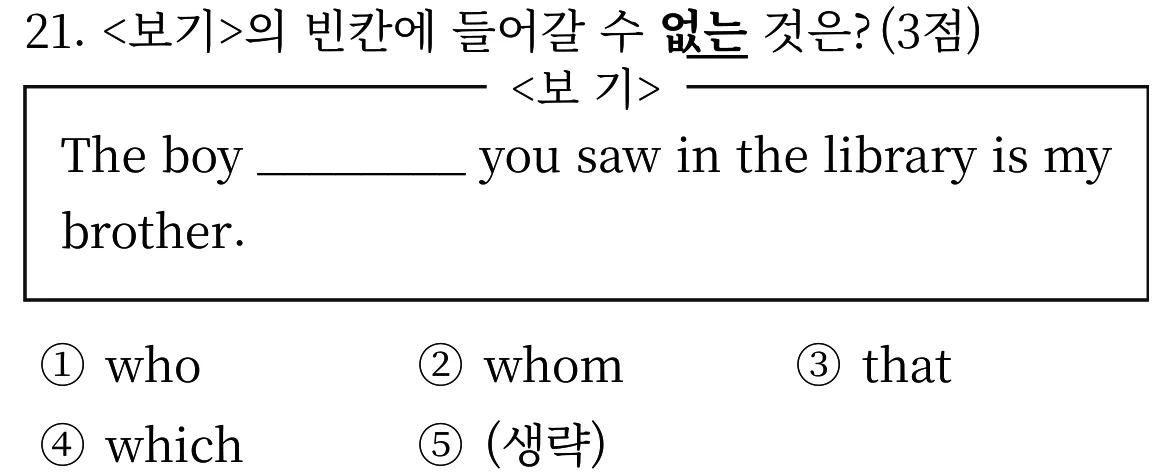 21. <보기>의 빈칸에 들어갈 수 없는 것은?(3점)
<보 기>
The boy _________ you saw in the library is my
brother.
① who ② whom ③ that
④ which ⑤ (생략)